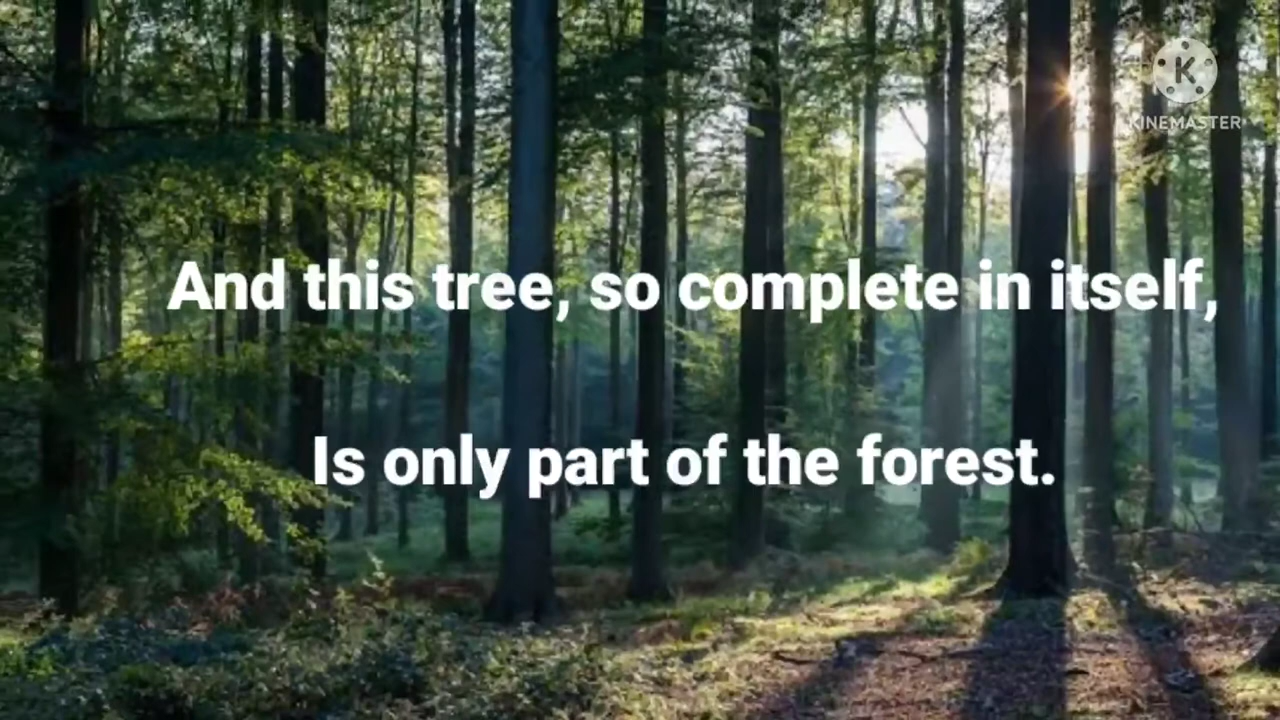 KINEMASTER
And this tree, so complete in itself,
Is only part of the forest.